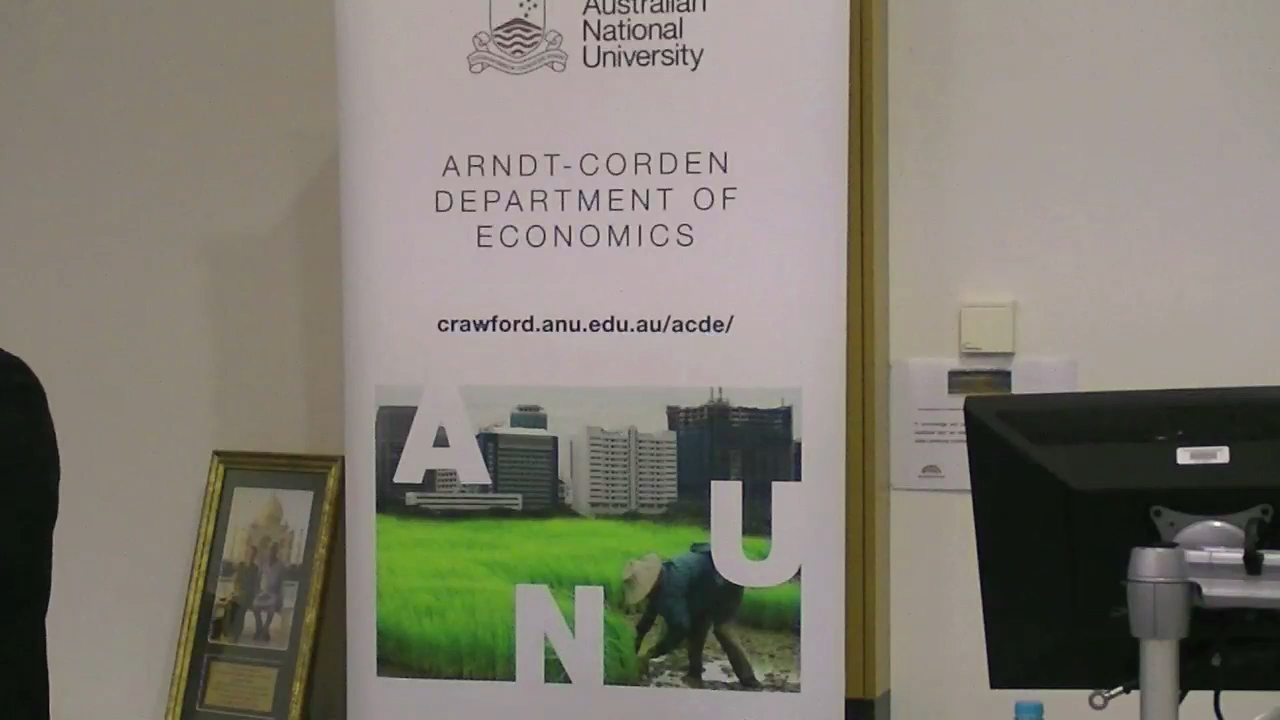 Australian
National
University
ARNDT-CORDEN
DEPARTMENT OF
ECONOMICS
crawford.anu.edu.au/acde/
A
U
N